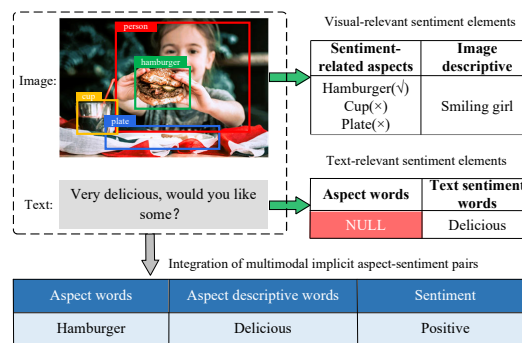 Visual-relevant sentiment elements
Image:
person
hamburger
cup
plate
Sentiment-related aspects
Image descriptive
Hamburger(√)
Cup(×)
Plate(×)
Smiling girl
Text-relevant sentiment elements
Text:
Very delicious, would you like
some?
Aspect words
Text sentiment
words
NULL
Delicious
Integration of multimodal implicit aspect-sentiment pairs
Aspect words
Aspect descriptive words
Sentiment
Hamburger
Delicious
Positive